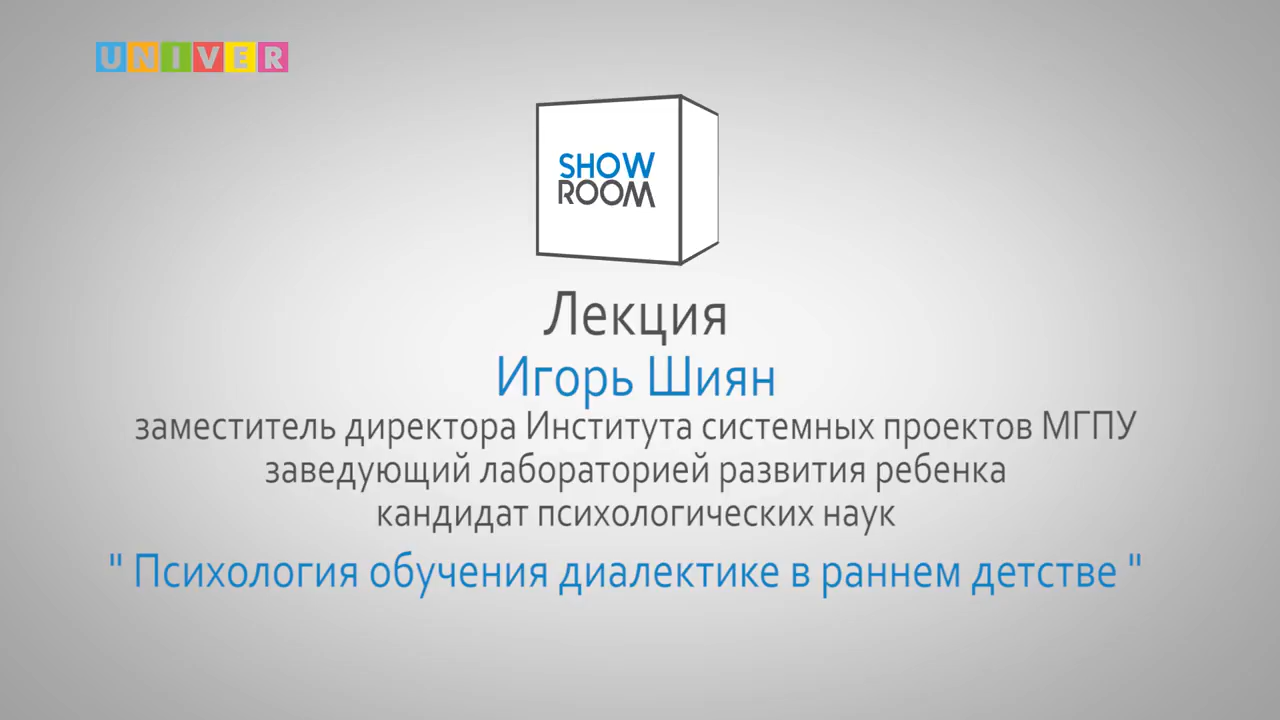 UNIVER
SHOW
ROOM
Лекция
Игорь Шиян
заместитель директора Института системных проектов МГПУ
заведующий лабораторией развития ребенка
кандидат психологических наук
" Психология обучения диалектике в раннем детстве "